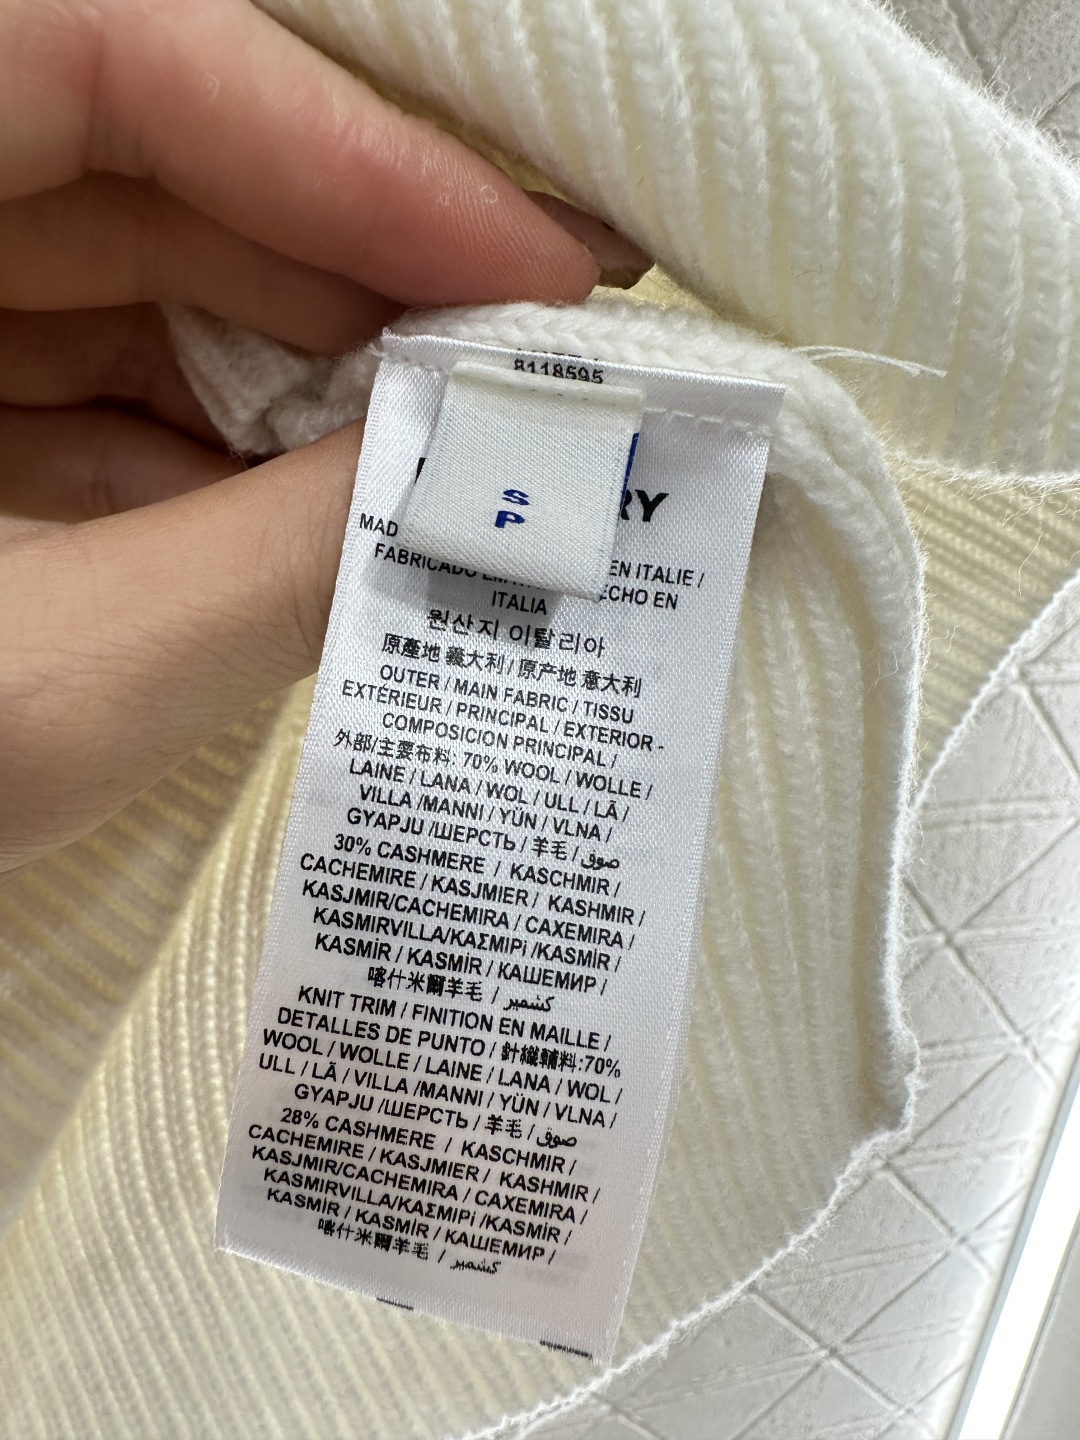 8118595
S
P
RY
MAD
EN ITALIE /
FABRICADO
ECHO EN
ITALIA
원산지 이탈리아
原產地 義大利 / 原产地 意大利
OUTER / MAIN FABRIC / TISSU
EXTÉRIEUR / PRINCIPAL / EXTERIOR -
COMPOSICION PRINCIPAL /
外部/主要布料: 70% WOOL / WOLLE /
LAINE / LANA / WOL / ULL / LÃ /
VILLA /MANNI / YÜN / VLNA /
GYAPJU /ШЕРСТЬ / 羊毛 / صوف
30% CASHMERE / KASCHMIR /
CACHEMIRE / KASJMIER / KASHMIR /
KASJMIR/CACHEMIRA / CAXEMIRA /
KASMIRVILLA/ΚΑΣΜΙΡi /KASMIR /
KASMİR / KASMIR / КАШЕМИР /
喀什米爾羊毛 / كشمير
KNIT TRIM / FINITION EN MAILLE /
DETALLES DE PUNTO / 針織輔料:70%
WOOL / WOLLE / LAINE / LANA / WOL /
ULL / LÃ / VILLA /MANNI / YÜN / VLNA /
GYAPJU /ШЕРСТЬ / 羊毛 / صوف
28% CASHMERE / KASCHMIR /
CACHEMIRE / KASJMIER / KASHMIR /
KASJMIR/CACHEMIRA / CAXEMIRA /
KASMIRVILLA/ΚΑΣΜΙΡi /KASMIR /
KASMİR / KASMIR / КАШЕМИР /
喀什米爾羊毛 / كشمير